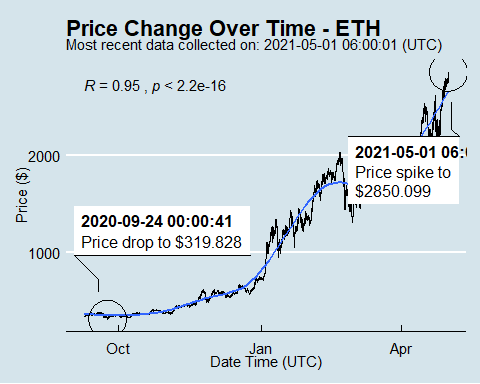 Price Change Over Time - ETH
Most recent data collected on: 2021-05-01 06:00:01 (UTC)
R = 0.95 , p < 2.2e-16
2021-05-01 06:
Price spike to
$2850.099
2000
Price ($)
2020-09-24 00:00:41
Price drop to $319.828
1000
Oct
Jan
Apr
Date Time (UTC)